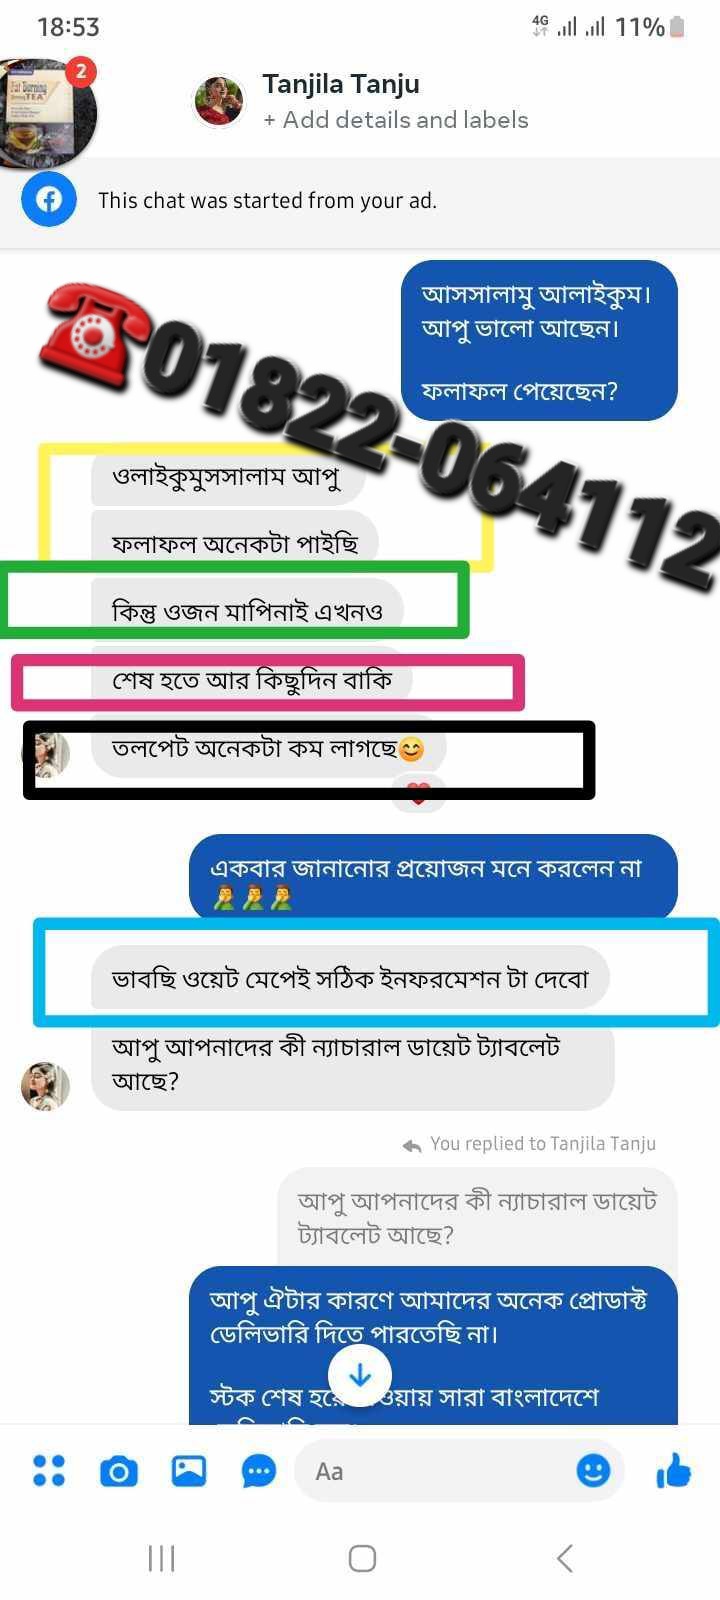 18:53
4G
11%
2
Fat Burning
TEA
Tanjila Tanju
+ Add details and labels
This chat was started from your ad.
আসসালামু আলাইকুম।
আপু ভালো আছেন।
ফলাফল পেয়েছেন?
01822-064112
ওলাইকুমুসসালাম আপু
ফলাফল অনেকটা পাইছি
কিন্তু ওজন মাপিনাই এখনও
শেষ হতে আর কিছুদিন বাকি
তলপেট অনেকটা কম লাগছে😊
একবার জানানোর প্রয়োজন মনে করলেন না
🤦🤦🤦
ভাবছি ওয়েট মেপেই সঠিক ইনফরমেশন টা দেবো
আপু আপনাদের কী ন্যাচারাল ডায়েট ট্যাবলেট
আছে?
You replied to Tanjila Tanju
আপু আপনাদের কী ন্যাচারাল ডায়েট
ট্যাবলেট আছে?
আপু ঐটার কারণে আমাদের অনেক প্রোডাক্ট
ডেলিভারি দিতে পারতেছি না।
স্টক শেষ সারা বাংলাদেশে
Aa